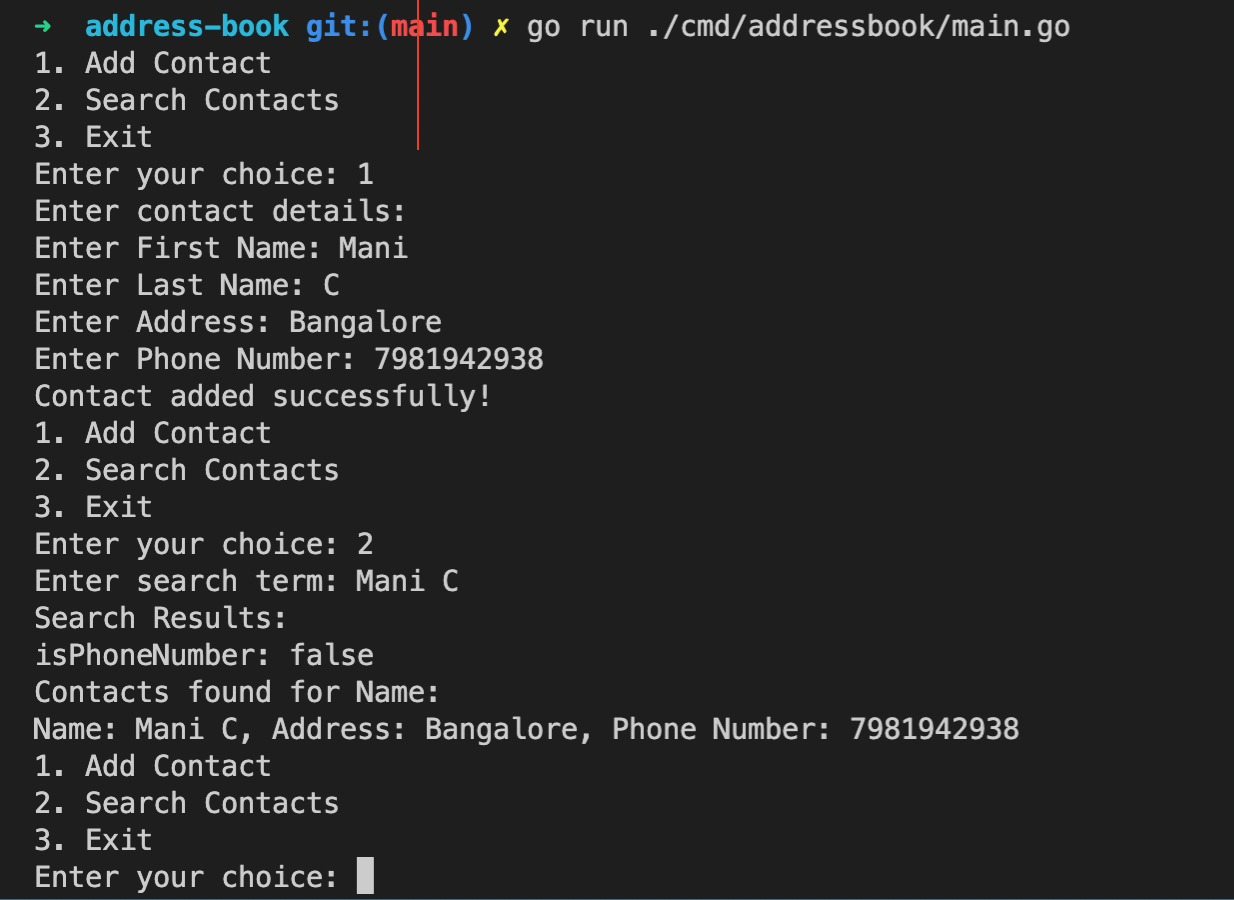 ➜  address-book git:(main) ✗ go run ./cmd/addressbook/main.go
1. Add Contact
2. Search Contacts
3. Exit
Enter your choice: 1
Enter contact details:
Enter First Name: Mani
Enter Last Name: C
Enter Address: Bangalore
Enter Phone Number: 7981942938
Contact added successfully!
1. Add Contact
2. Search Contacts
3. Exit
Enter your choice: 2
Enter search term: Mani C
Search Results:
isPhoneNumber: false
Contacts found for Name:
Name: Mani C, Address: Bangalore, Phone Number: 7981942938
1. Add Contact
2. Search Contacts
3. Exit
Enter your choice: